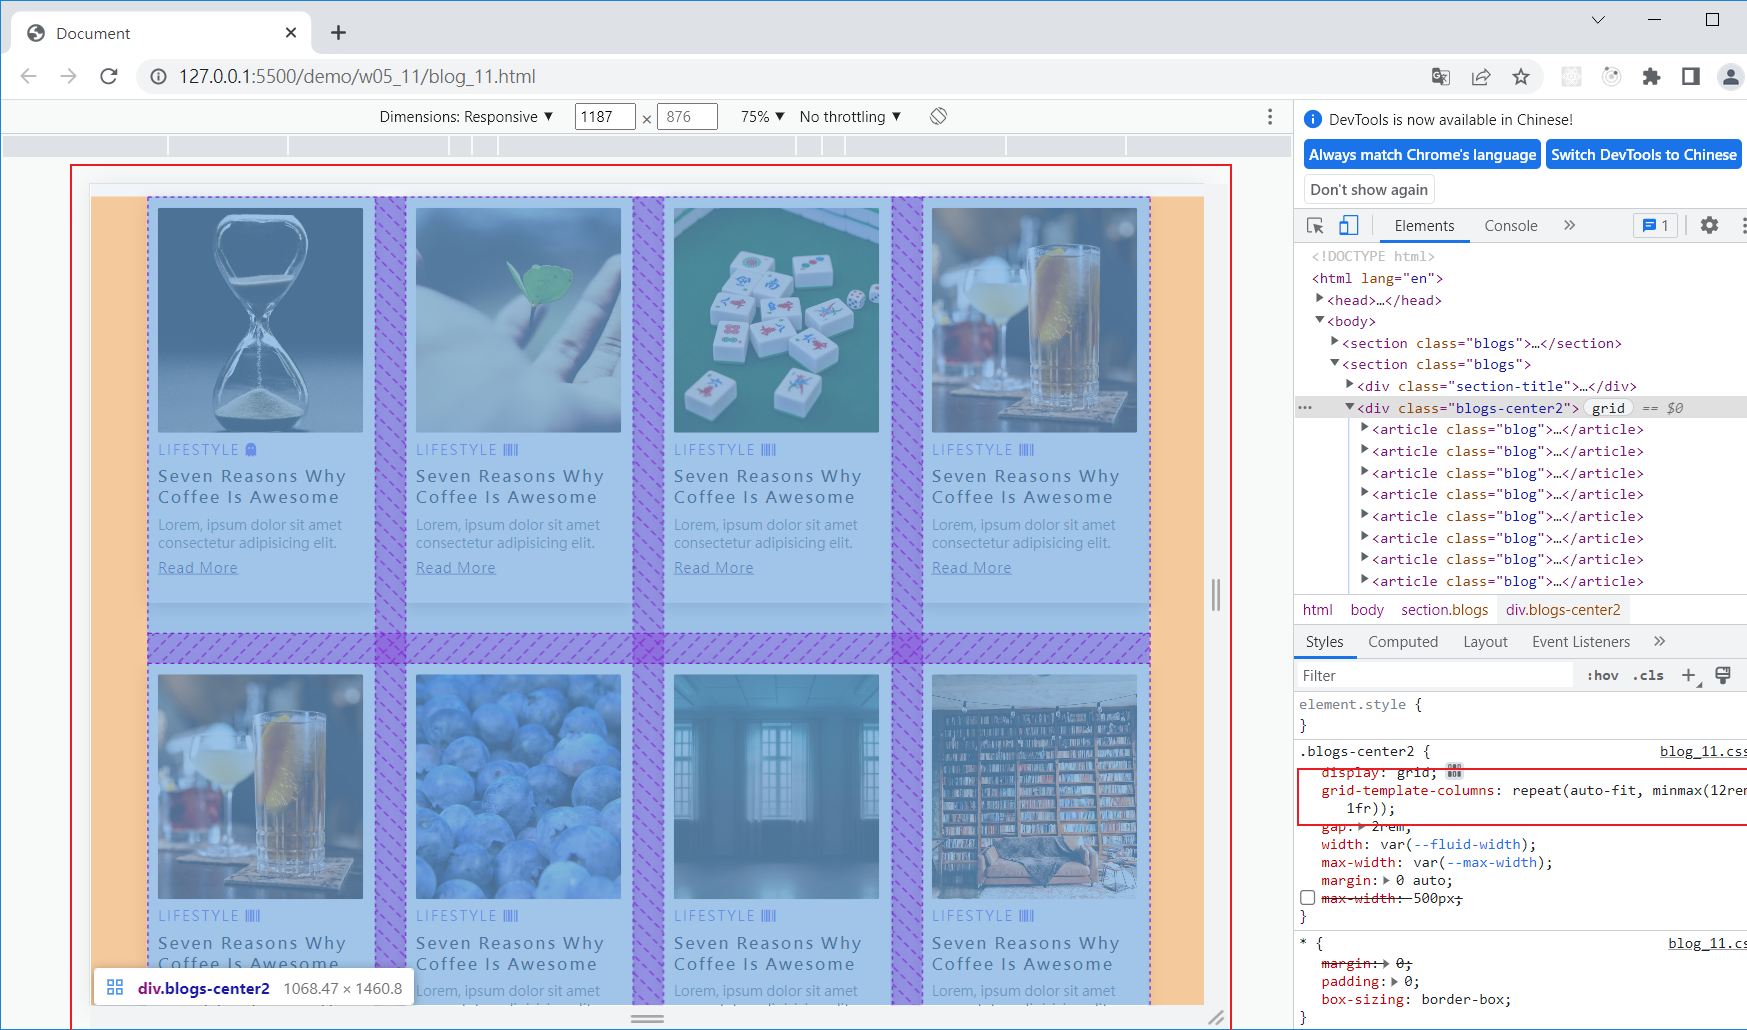 Document
127.0.0.1:5500/demo/w05_11/blog_11.html
Dimensions: Responsive ▼ 1187 × 876 75% ▼ No throttling ▼
LIFESTYLE LIFESTYLE LIFESTYLE LIFESTYLE
Seven Reasons Why Seven Reasons Why Seven Reasons Why Seven Reasons Why
Coffee Is Awesome Coffee Is Awesome Coffee Is Awesome Coffee Is Awesome
Lorem, ipsum dolor sit amet Lorem, ipsum dolor sit amet Lorem, ipsum dolor sit amet Lorem, ipsum dolor sit amet
consectetur adipisicing elit. consectetur adipisicing elit. consectetur adipisicing elit. consectetur adipisicing elit.
Read More Read More Read More Read More
LIFESTYLE LIFESTYLE LIFESTYLE LIFESTYLE
Seven Reasons Why Seven Reasons Why Seven Reasons Why Seven Reasons Why
Coffee Is Awesome Coffee Is Awesome Coffee Is Awesome Coffee Is Awesome
Lorem, ipsum dolor sit amet Lorem, ipsum dolor sit amet Lorem, ipsum dolor sit amet
div.blogs-center2 1068.47 × 1460.8
DevTools is now available in Chinese!
Always match Chrome's language Switch DevTools to Chinese
Don't show again
Elements Console » 1
<!DOCTYPE html>
<html lang="en">
<head>…</head>
<body>
<section class="blogs">…</section>
<section class="blogs">
<div class="section-title">…</div>
<div class="blogs-center2"> grid == $0
<article class="blog">…</article>
<article class="blog">…</article>
<article class="blog">…</article>
<article class="blog">…</article>
<article class="blog">…</article>
<article class="blog">…</article>
<article class="blog">…</article>
<article class="blog">…</article>
html body section.blogs div.blogs-center2
Styles Computed Layout Event Listeners »
Filter :hov .cls +
element.style {
}
.blogs-center2 { blog_11.css
display: grid;
grid-template-columns: repeat(auto-fit, minmax(12rem
1fr));
gap: 2rem;
width: var(--fluid-width);
max-width: var(--max-width);
margin: 0 auto;
max-width: 500px;
}
* { blog_11.cs
margin: 0;
padding: 0;
box-sizing: border-box;
}